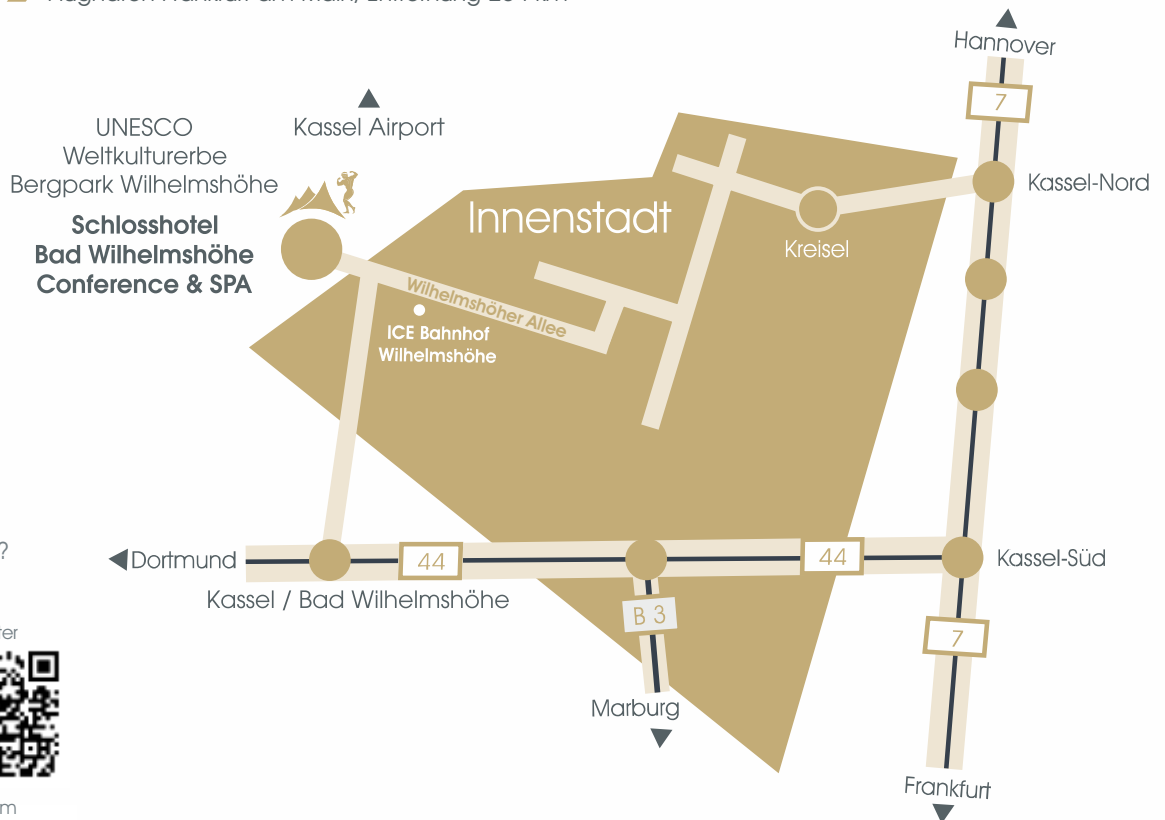 Hannover
7
Kassel Airport
UNESCO
Weltkulturerbe
Bergpark Wilhelmshöhe
Schlosshotel
Bad Wilhelmshöhe
Conference & SPA
Kassel-Nord
Innenstadt
Kreisel
Wilhelmshöher Allee
ICE Bahnhof
Wilhelmshöhe
?
Dortmund
44
44
Kassel-Süd
Kassel / Bad Wilhelmshöhe
B 3
7
Marburg
Frankfurt